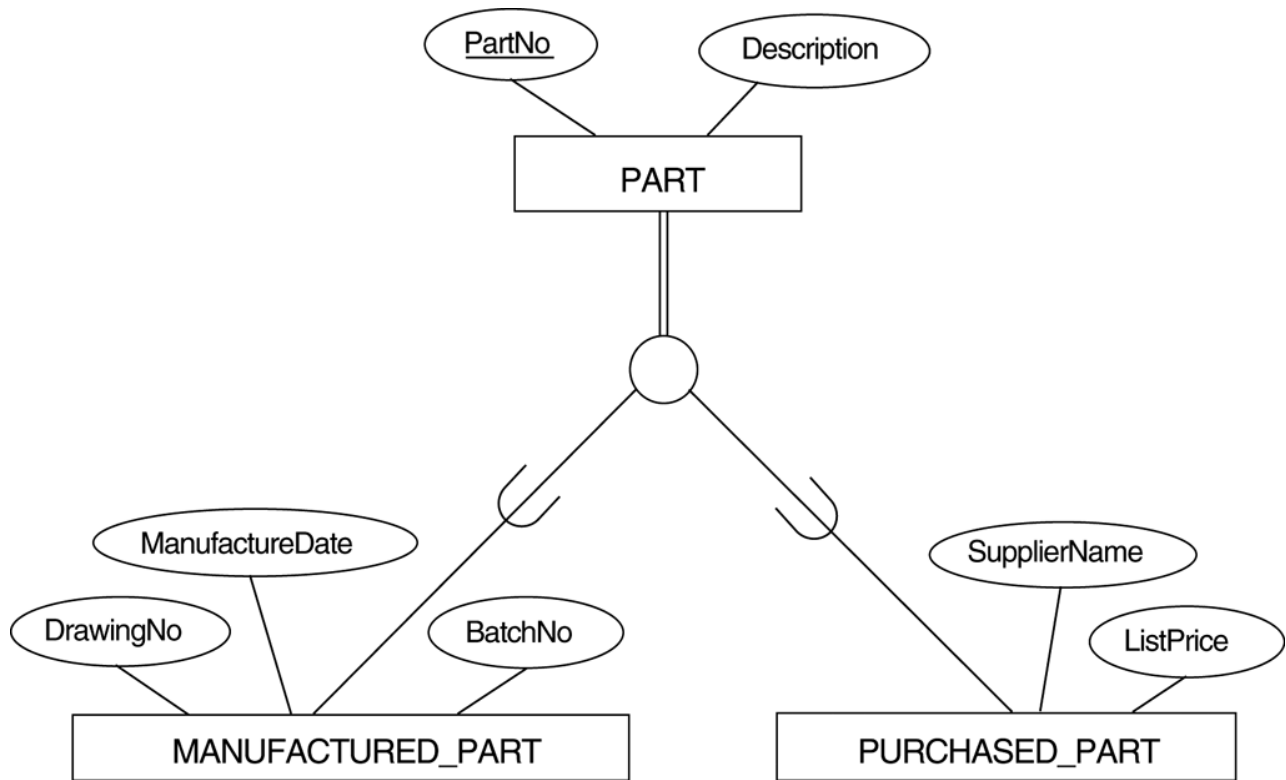 PartNo
Description
PART
ManufactureDate
SupplierName
DrawingNo
BatchNo
ListPrice
MANUFACTURED_PART
PURCHASED_PART